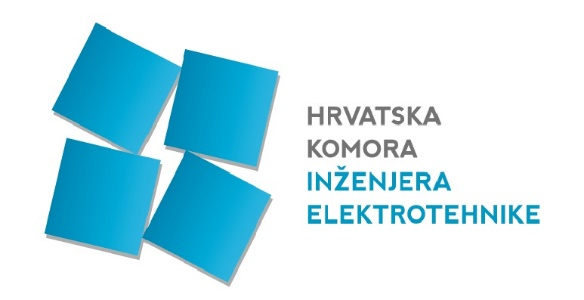 HRVATSKA
KOMORA
INŽENJERA
ELEKTROTEHNIKE